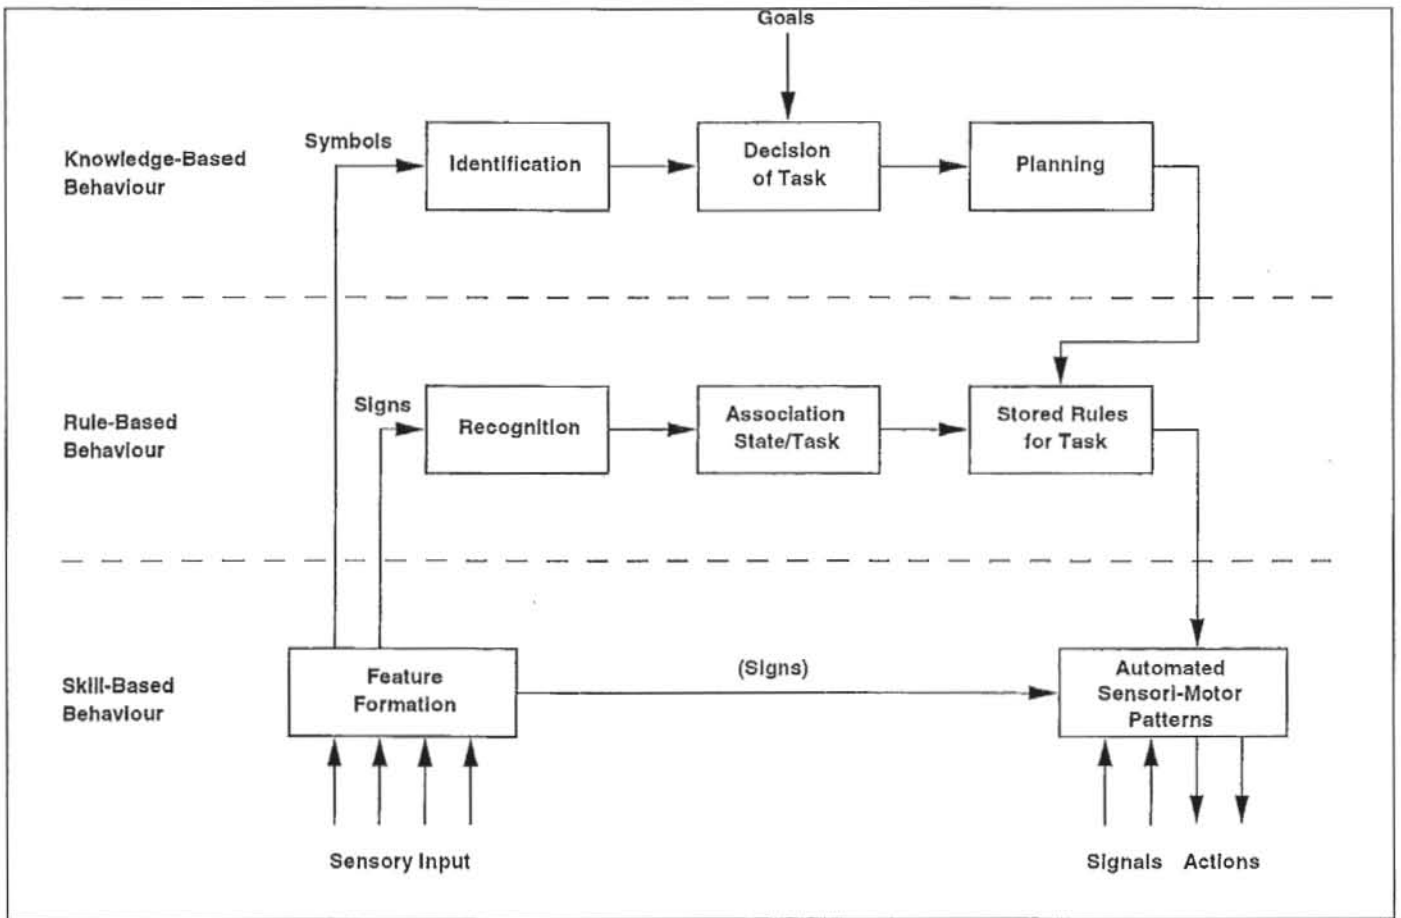 Goals
Symbols
Knowledge-Based
Behaviour
Identification
Decision
of Task
Planning
Signs
Rule-Based
Behaviour
Recognition
Association
State/Task
Stored Rules
for Task
Skill-Based
Behaviour
Feature
Formation
(Signs)
Automated
Sensori-Motor
Patterns
Sensory Input
Signals
Actions